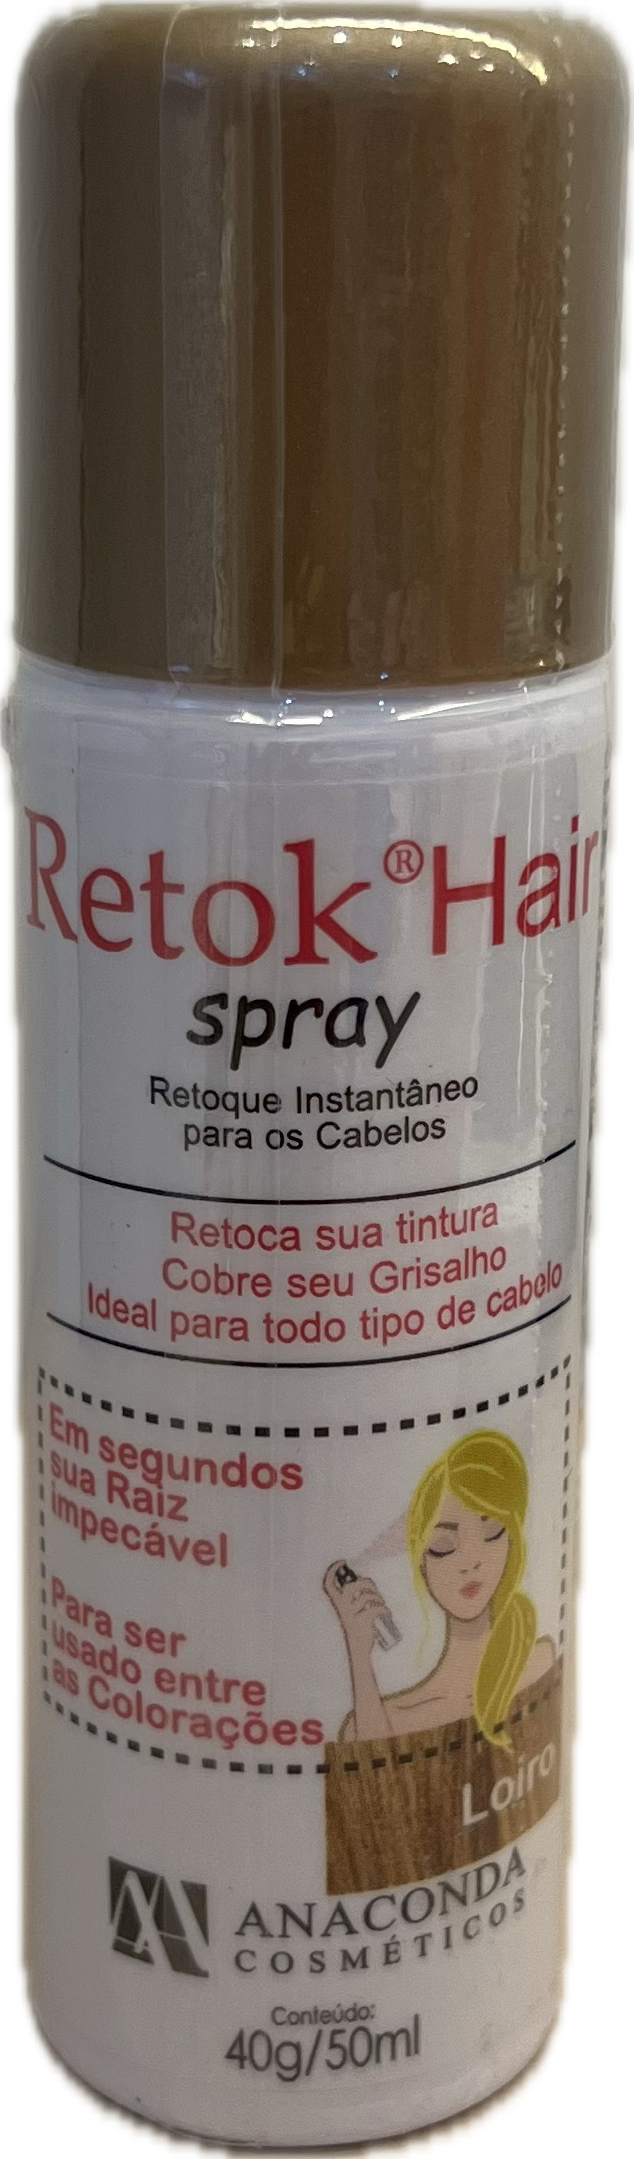 Retok®Hair
spray
Retoque Instantâneo
para os Cabelos
Retoca sua tintura
Cobre seu Grisalho
Ideal para todo tipo de cabelo
Em segundos
sua Raiz
impecável
Para ser
usado entre
as Colorações
Loiro
ANACONDA
COSMÉTICOS
Conteúdo:
40g/50ml